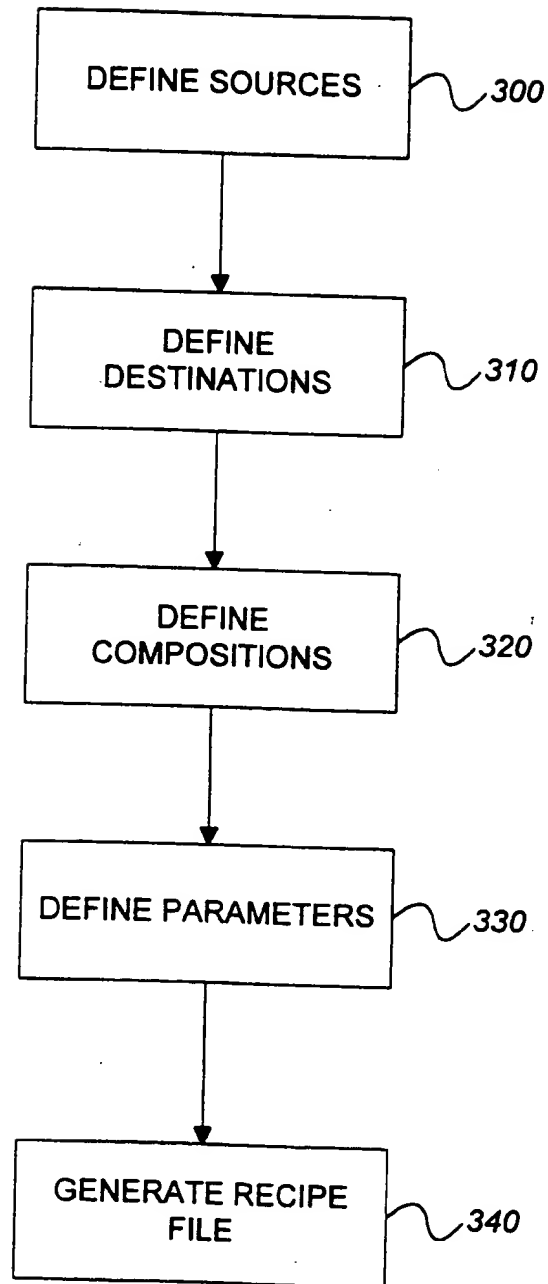 DEFINE SOURCES
300
DEFINE
DESTINATIONS
310
DEFINE
COMPOSITIONS
320
DEFINE PARAMETERS
330
GENERATE RECIPE
FILE
340